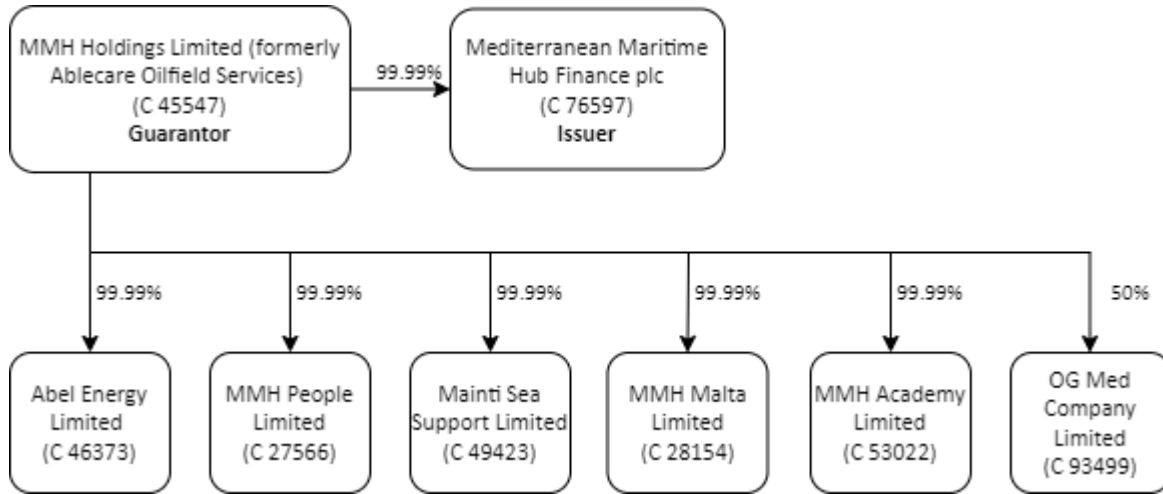 MMH Holdings Limited (formerly
Ablecare Oilfield Services)
(C 45547)
Guarantor
99.99%
Mediterranean Maritime
Hub Finance plc
(C 76597)
Issuer
99.99%
99.99%
99.99%
99.99%
99.99%
50%
Abel Energy
Limited
(C 46373)
MMH People
Limited
(C 27566)
Mainti Sea
Support Limited
(C 49423)
MMH Malta
Limited
(C 28154)
MMH Academy
Limited
(C 53022)
OG Med
Company
Limited
(C 93499)